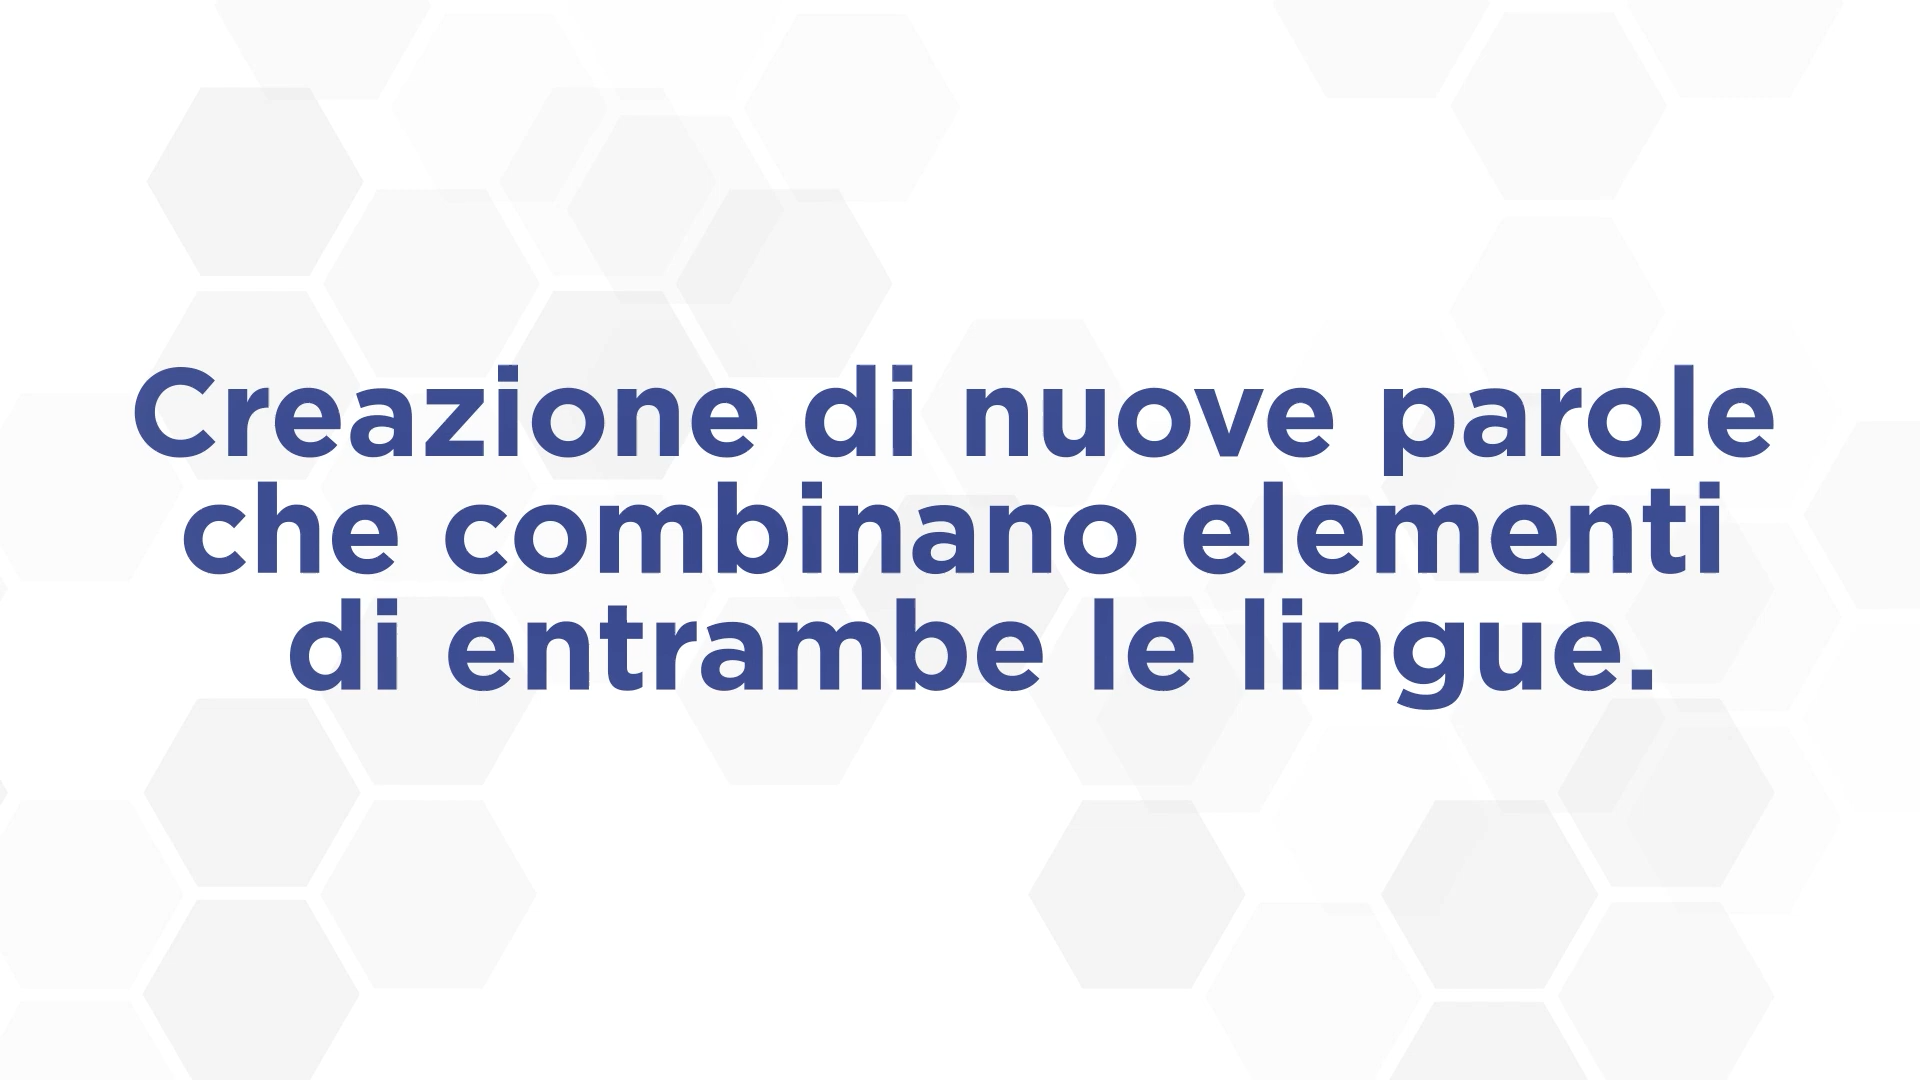 Creazione di nuove parole
che combinano elementi
di entrambe le lingue.